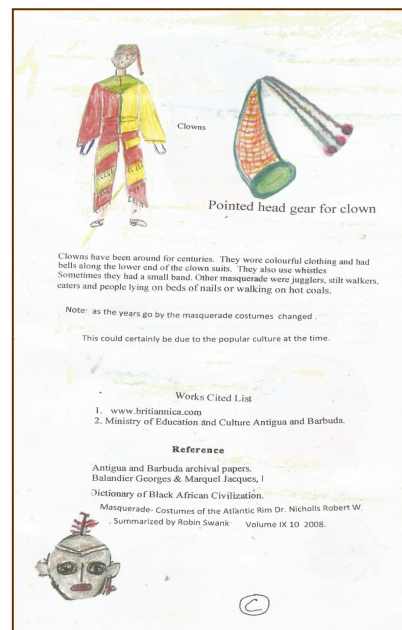 Clowns
Pointed head gear for clown
Clowns have been around for centuries. They wore colourful clothing and had
bells along the lower end of the clown suits. They also use whistles
Sometimes they had a small band. Other masquerade were jugglers, stilt walkers,
eaters and people lying on beds of nails or walking on hot coals.
Note: as the years go by the masquerade costumes changed .
This could certainly be due to the popular culture at the time.
Works Cited List
1. www.britiannica.com
2. Ministry of Education and Culture Antigua and Barbuda.
Reference
Antigua and Barbuda archival papers.
Balandier Georges & Marquel Jacques, l
Dictionary of Black African Civilization.
Masquerade- Costumes of the Atlantic Rim Dr. Nicholls Robert W
. Summarized by Robin Swank Volume IX 10 2008.
C